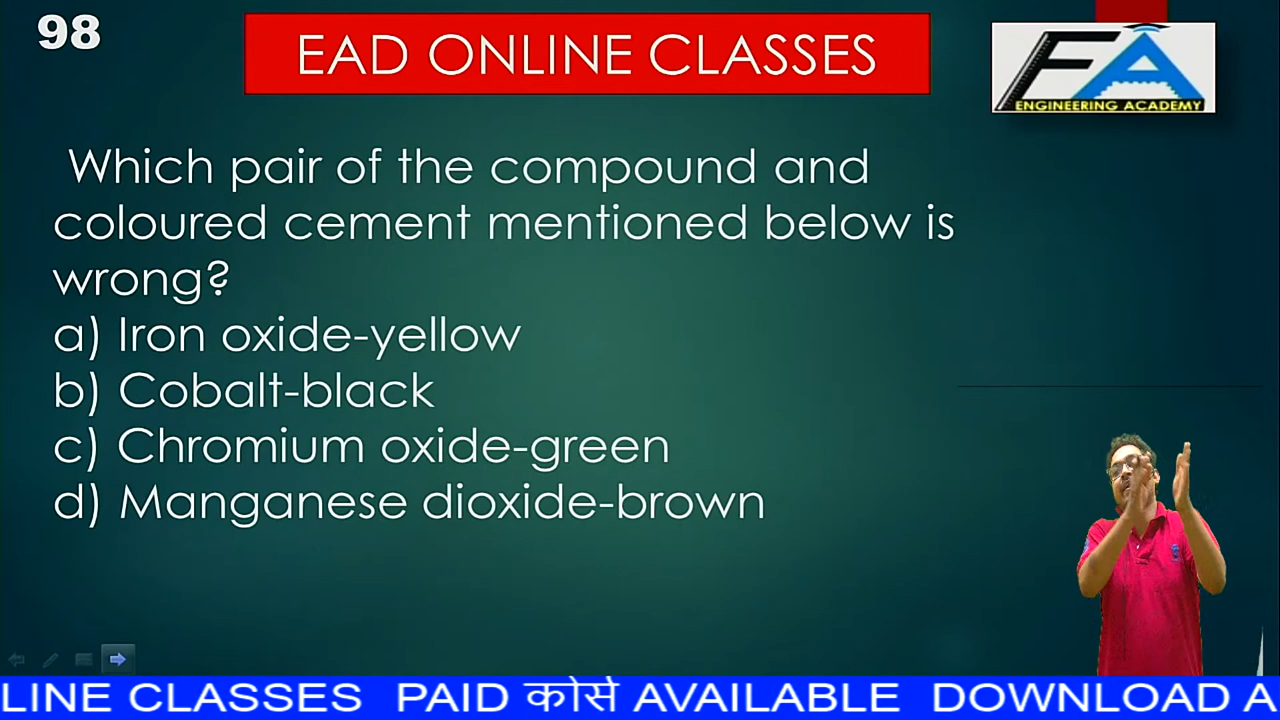 98
EAD ONLINE CLASSES
ENGINEERING ACADEMY
Which pair of the compound and
coloured cement mentioned below is
wrong?
a) Iron oxide-yellow
b) Cobalt-black
c) Chromium oxide-green
d) Manganese dioxide-brown
LINE CLASSES PAID कोर्स AVAILABLE DOWNLOAD A